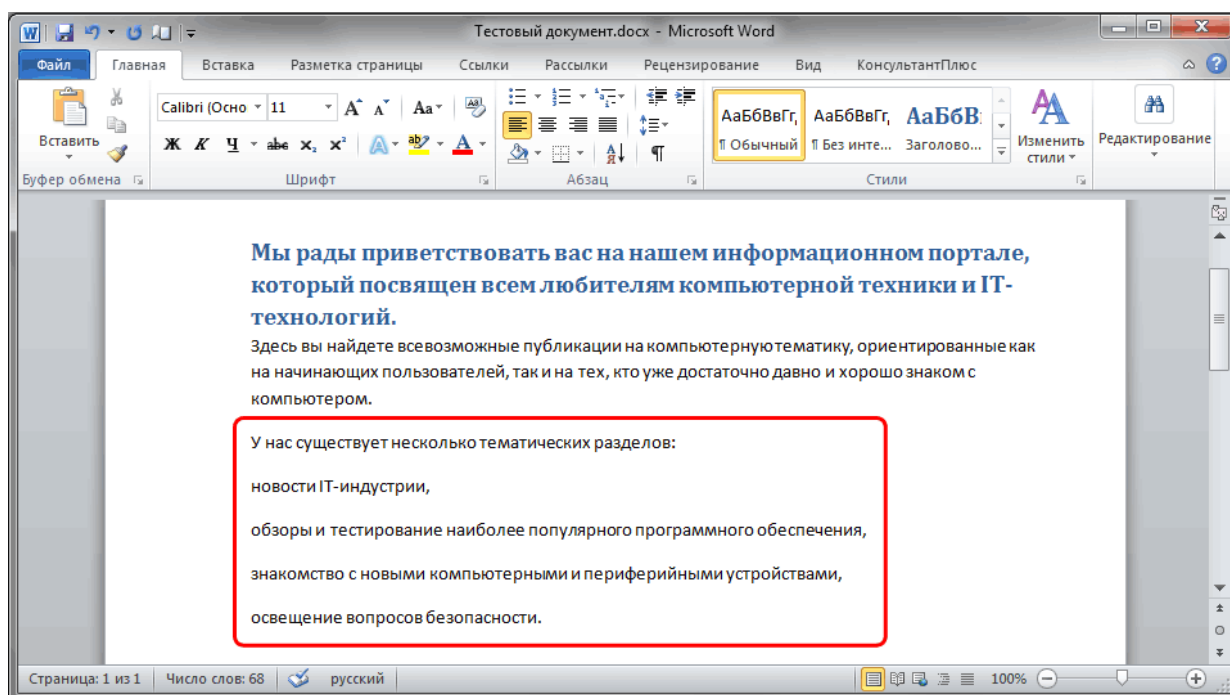 Тестовый документ.docx - Microsoft Word
Файл Главная Вставка Разметка страницы Ссылки Рассылки Рецензирование Вид КонсультантПлюс
Calibri (Осно 11 Aa АаБбВвГг, АаБбВвГг, АаБбВ
Вставить Ж К Ч abe x₂ x² A ab A ¶ Обычный ¶ Без инте... Заголово... Изменить стили Редактирование
Буфер обмена Шрифт Абзац Стили
Мы рады приветствовать вас на нашем информационном портале,
который посвящен всем любителям компьютерной техники и IT-
технологий.
Здесь вы найдете всевозможные публикации на компьютерную тематику, ориентированные как
на начинающих пользователей, так и на тех, кто уже достаточно давно и хорошо знаком с
компьютером.
У нас существует несколько тематических разделов:
новости IT-индустрии,
обзоры и тестирование наиболее популярного программного обеспечения,
знакомство с новыми компьютерными и периферийными устройствами,
освещение вопросов безопасности.
Страница: 1 из 1 Число слов: 68 русский 100%